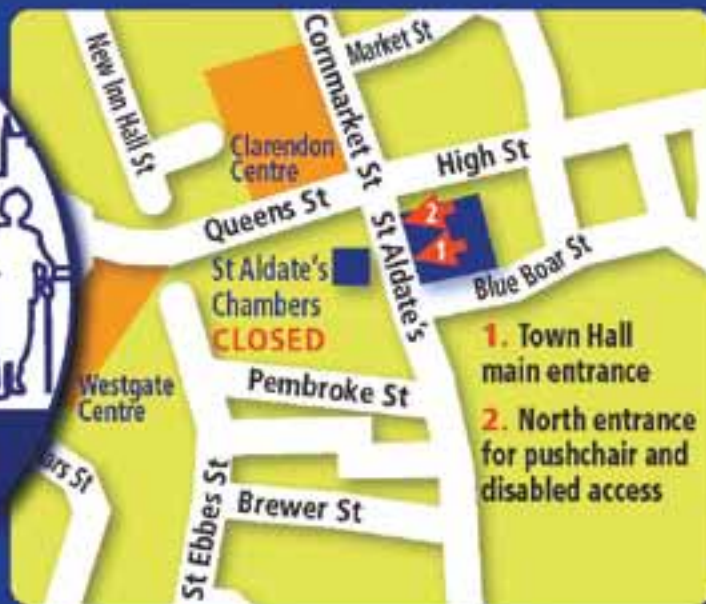 New Inn Hall St
Cornmarket St
Market St
Clarendon
Centre
High St
Queens St
2
1
St Aldate's
St Aldate's
Chambers
CLOSED
Blue Boar St
Westgate
Centre
Pembroke St
1. Town Hall
main entrance
2. North entrance
for pushchair and
disabled access
St Ebbes St
Brewer St
St